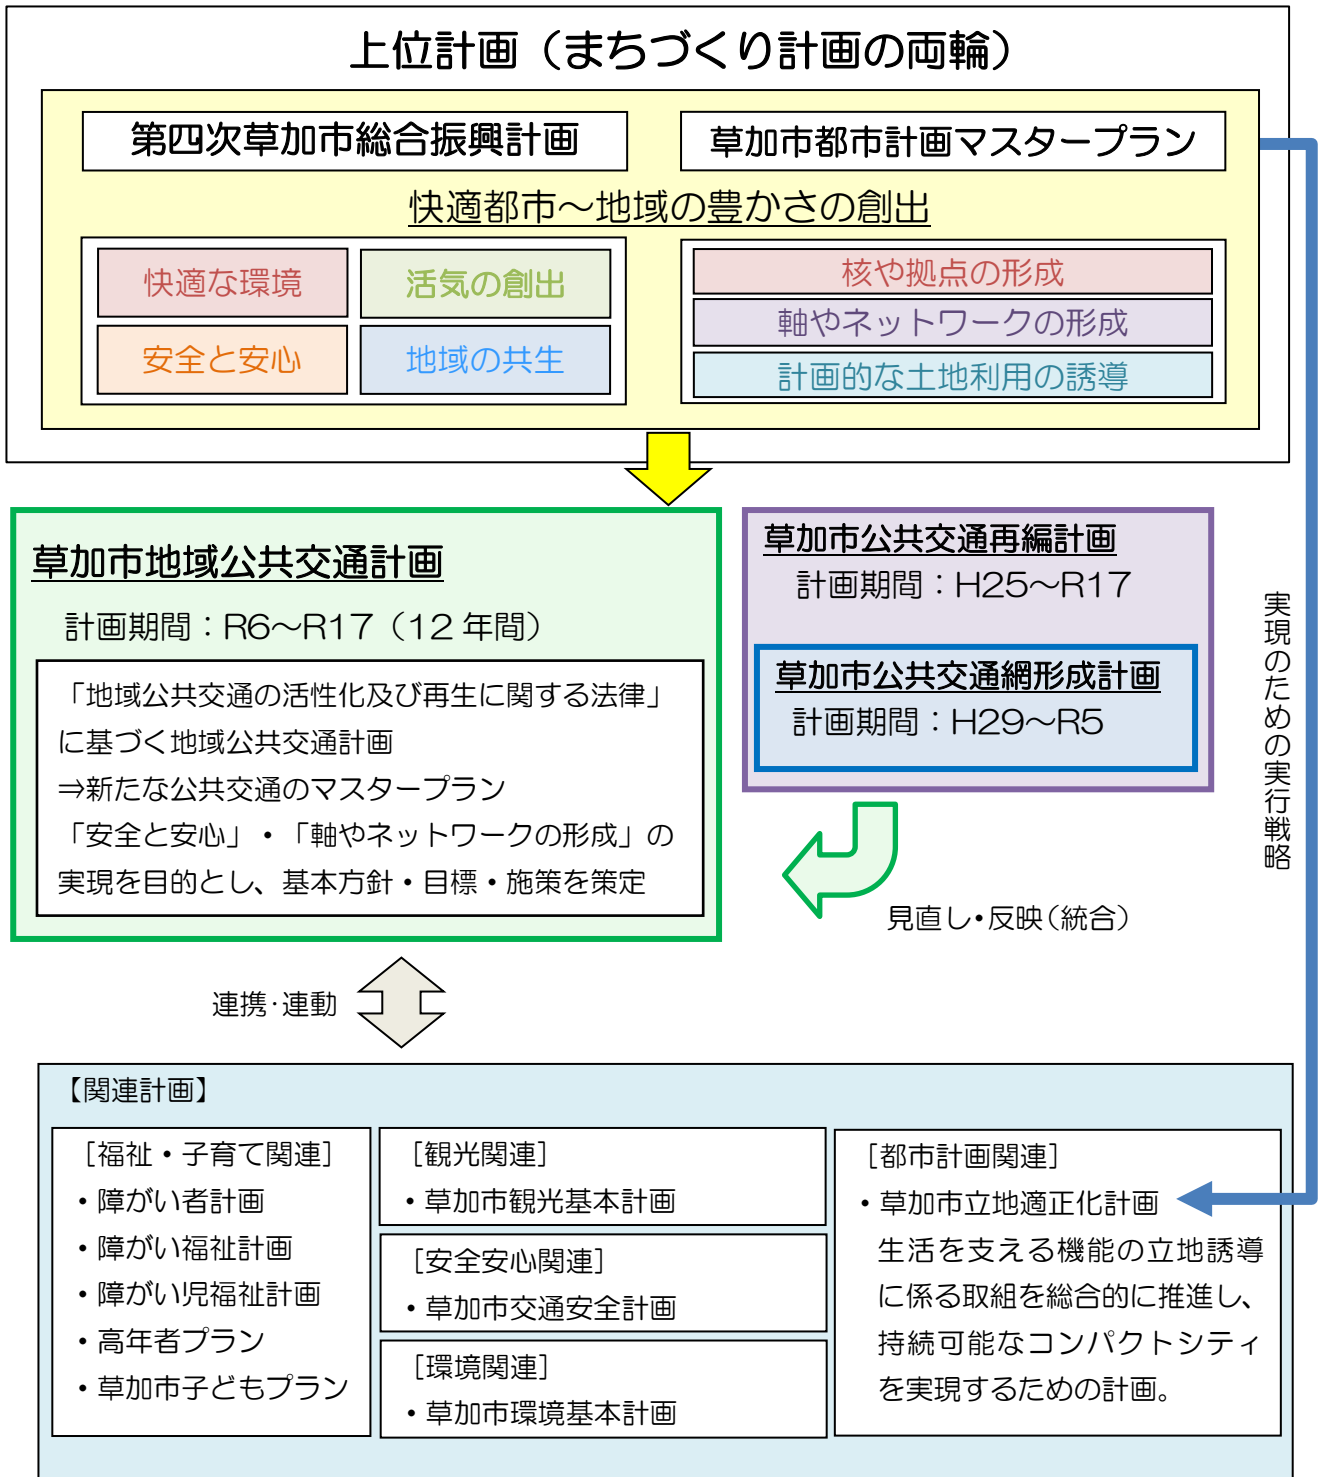 上位計画（まちづくり計画の両輪）
第四次草加市総合振興計画
草加市都市計画マスタープラン
快適都市～地域の豊かさの創出
快適な環境
活気の創出
安全と安心
地域の共生
核や拠点の形成
軸やネットワークの形成
計画的な土地利用の誘導
草加市地域公共交通計画
計画期間：R6～R17（12年間）
「地域公共交通の活性化及び再生に関する法律」
に基づく地域公共交通計画
⇒新たな公共交通のマスタープラン
「安全と安心」・「軸やネットワークの形成」の
実現を目的とし、基本方針・目標・施策を策定
草加市公共交通再編計画
計画期間：H25～R17
草加市公共交通網形成計画
計画期間：H29～R5
見直し・反映（統合）
実現のための実行戦略
連携・連動
【関連計画】
［福祉・子育て関連］
・障がい者計画
・障がい福祉計画
・障がい児福祉計画
・高年者プラン
・草加市子どもプラン
［観光関連］
・草加市観光基本計画
［安全安心関連］
・草加市交通安全計画
［環境関連］
・草加市環境基本計画
［都市計画関連］
・草加市立地適正化計画
生活を支える機能の立地誘導
に係る取組を総合的に推進し、
持続可能なコンパクトシティ
を実現するための計画。